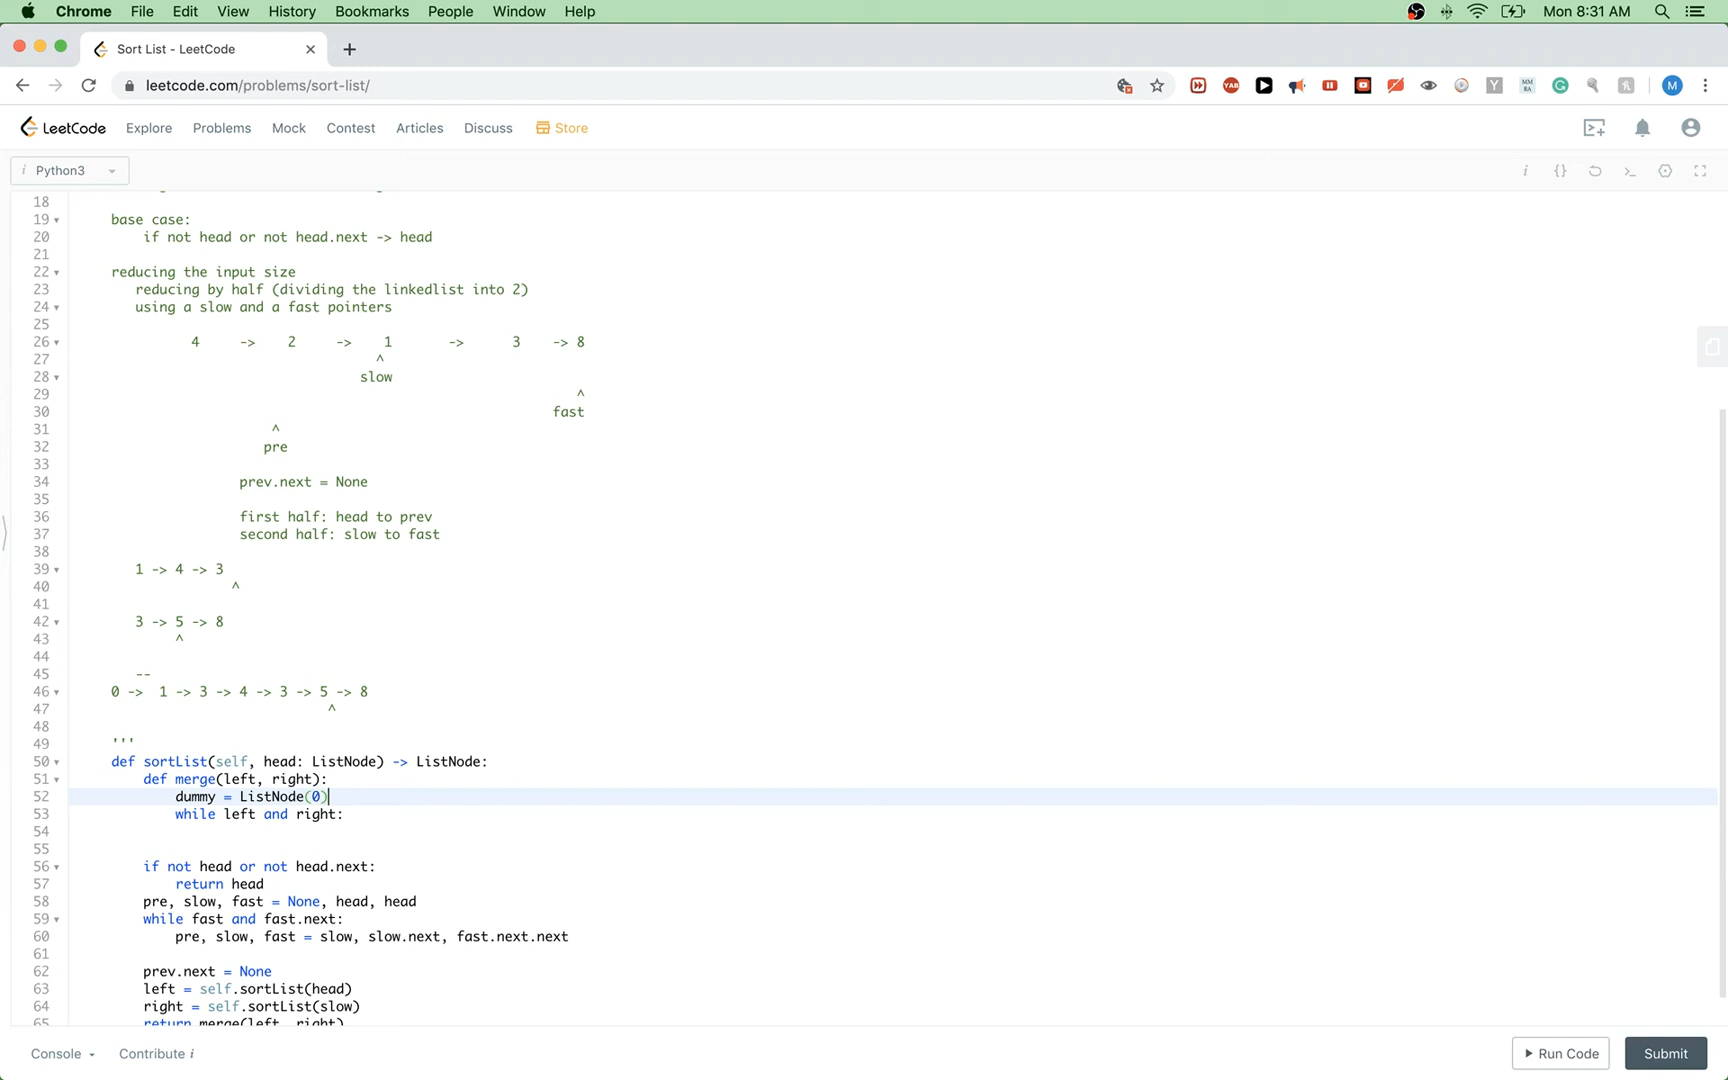 Chrome File Edit View History Bookmarks People Window Help Mon 8:31 AM
Sort List - LeetCode
leetcode.com/problems/sort-list/
YAB Y MM RA G M
LeetCode Explore Problems Mock Contest Articles Discuss Store
i Python3 i {} >_
18
19 base case:
20 if not head or not head.next -> head
21
22 reducing the input size
23 reducing by half (dividing the linkedlist into 2)
24 using a slow and a fast pointers
25
26 4 -> 2 -> 1 -> 3 -> 8
27 ^
28 slow
29 ^
30 fast
31 ^
32 pre
33
34 prev.next = None
35
36 first half: head to prev
37 second half: slow to fast
38
39 1 -> 4 -> 3
40 ^
41
42 3 -> 5 -> 8
43 ^
44
45 --
46 0 -> 1 -> 3 -> 4 -> 3 -> 5 -> 8
47 ^
48
49 '''
50 def sortList(self, head: ListNode) -> ListNode:
51 def merge(left, right):
52 dummy = ListNode(0)
53 while left and right:
54
55
56 if not head or not head.next:
57 return head
58 pre, slow, fast = None, head, head
59 while fast and fast.next:
60 pre, slow, fast = slow, slow.next, fast.next.next
61
62 prev.next = None
63 left = self.sortList(head)
64 right = self.sortList(slow)
65 return merge(left, right)
Console Contribute i Run Code Submit